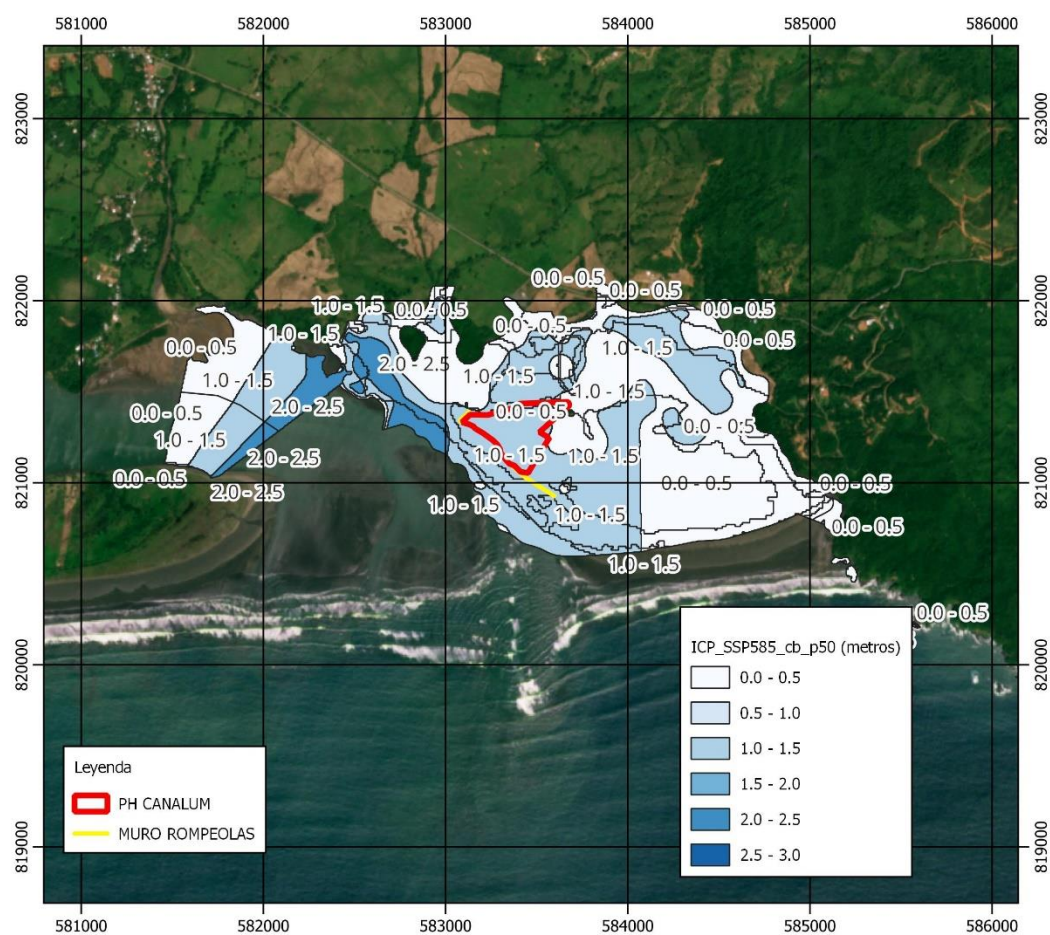 581000 582000 583000 584000 585000 586000
823000 823000
0.0 - 0.5
0.0 - 0.5
822000 822000
1.0 - 1.5 0.0 - 0.5 0.0 - 0.5
0.0 - 0.5
1.0 - 1.5
0.0 - 0.5 1.0 - 1.5 0.0 - 0.5
2.0 - 2.5
1.0 - 1.5 1.0 - 1.5
1.0 - 1.5
2.0 - 2.5
0.0 - 0.5 0.0 - 0.5
0.0 - 0.5
1.0 - 1.5
1.0 - 1.5 1.0 - 1.5
2.0 - 2.5
0.0 - 0.5 0.0 - 0.5 0.0 - 0.5
821000 821000
2.0 - 2.5
1.0 - 1.5
1.0 - 1.5
0.0 - 0.5
1.0 - 1.5
0.0 - 0.5
820000 820000
819000 819000
ICP_SSP585_cb_p50 (metros)
0.0 - 0.5
0.5 - 1.0
1.0 - 1.5
1.5 - 2.0
2.0 - 2.5
2.5 - 3.0
Leyenda
PH CANALUM
MURO ROMPEOLAS
581000 582000 583000 584000 585000 586000